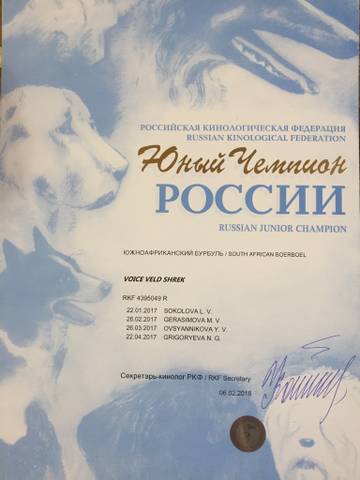 РОССИЙСКАЯ КИНОЛОГИЧЕСКАЯ ФЕДЕРАЦИЯ
RUSSIAN KINOLOGICAL FEDERATION
Юный Чемпион
РОССИИ
RUSSIAN JUNIOR CHAMPION
ЮЖНОАФРИКАНСКИЙ БУРБУЛЬ / SOUTH AFRICAN BOERBOEL
VOICE VELD SHREK
RKF 4395049 R
22.01.2017 SOKOLOVA L. V.
26.02.2017 GERASIMOVA M. V.
26.03.2017 OVSYANNIKOVA Y. V.
22.04.2017 GRIGORYEVA N. G.
Секретарь-кинолог РКФ / RKF Secretary
06.02.2018